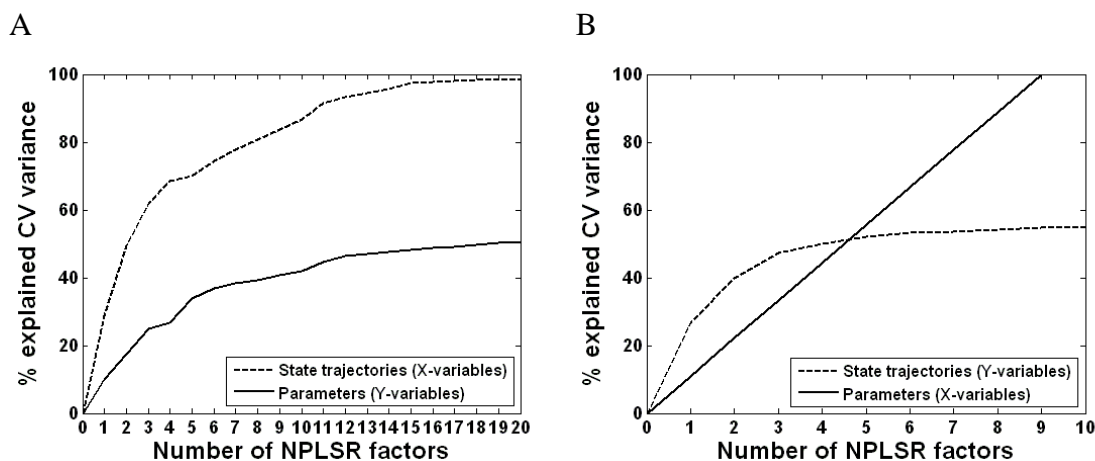 A
B
100
80
60
40
20
0
% explained CV variance
State trajectories (X-variables)
Parameters (Y-variables)
0 1 2 3 4 5 6 7 8 9 10 11 12 13 14 15 16 17 18 19 20
Number of NPLSR factors
100
80
60
40
20
0
% explained CV variance
State trajectories (Y-variables)
Parameters (X-variables)
0 1 2 3 4 5 6 7 8 9 10
Number of NPLSR factors